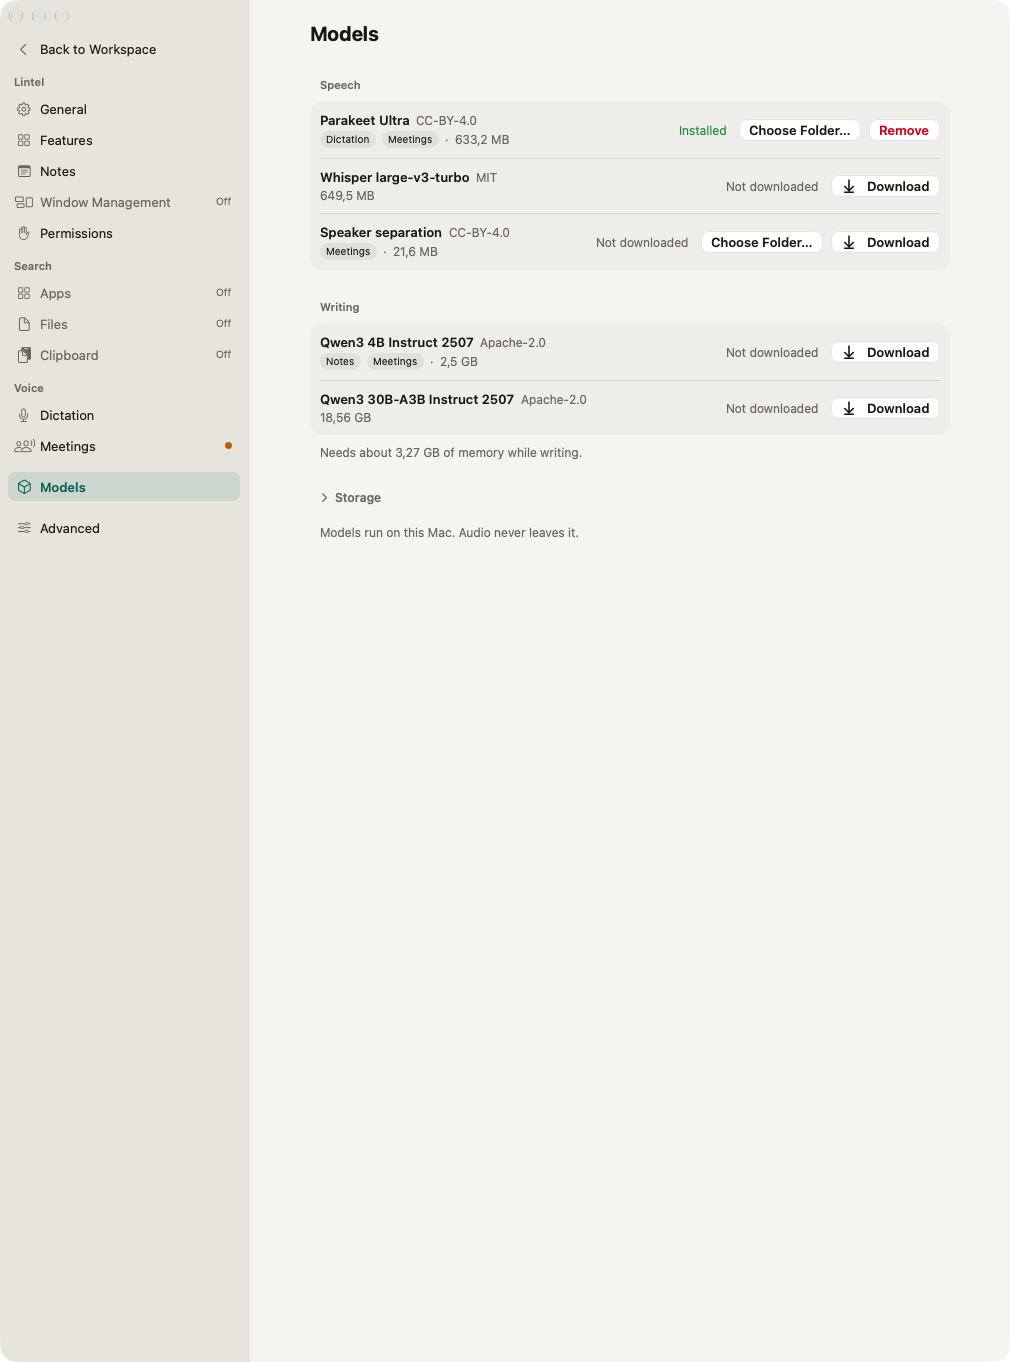 Back to Workspace
Lintel
General
Features
Notes
Window Management Off
Permissions
Search
Apps Off
Files Off
Clipboard Off
Voice
Dictation
Meetings
Models
Advanced
Models
Speech
Parakeet Ultra CC-BY-4.0
Dictation Meetings · 633,2 MB
Installed Choose Folder... Remove
Whisper large-v3-turbo MIT
649,5 MB
Not downloaded Download
Speaker separation CC-BY-4.0
Meetings · 21,6 MB
Not downloaded Choose Folder... Download
Writing
Qwen3 4B Instruct 2507 Apache-2.0
Notes Meetings · 2,5 GB
Not downloaded Download
Qwen3 30B-A3B Instruct 2507 Apache-2.0
18,56 GB
Not downloaded Download
Needs about 3,27 GB of memory while writing.
Storage
Models run on this Mac. Audio never leaves it.